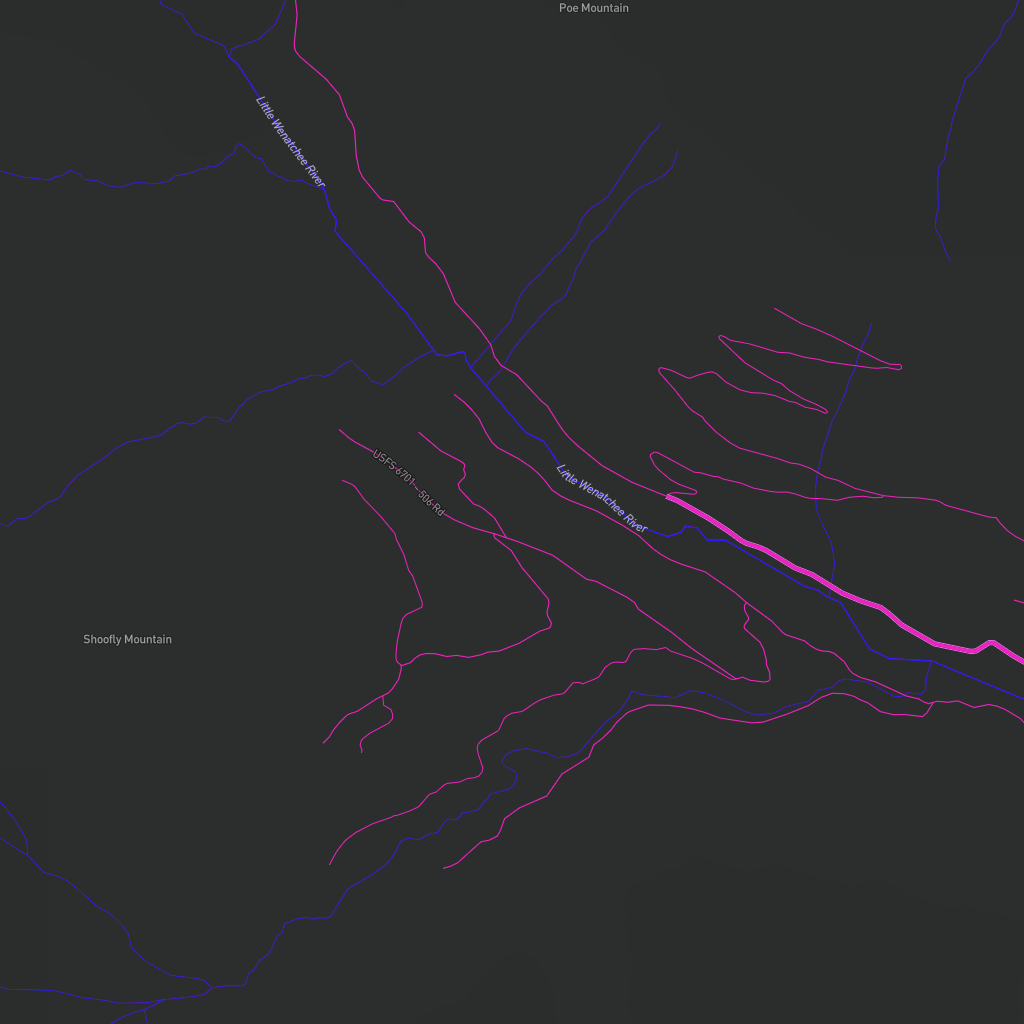 Poe Mountain
Little Wenatchee River
USFS 6701 - 506 Rd
Little Wenatchee River
Shoofly Mountain